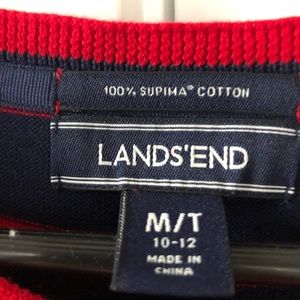 100% SUPIMA® COTTON
LANDS'END
M/T
10-12
MADE IN
CHINA